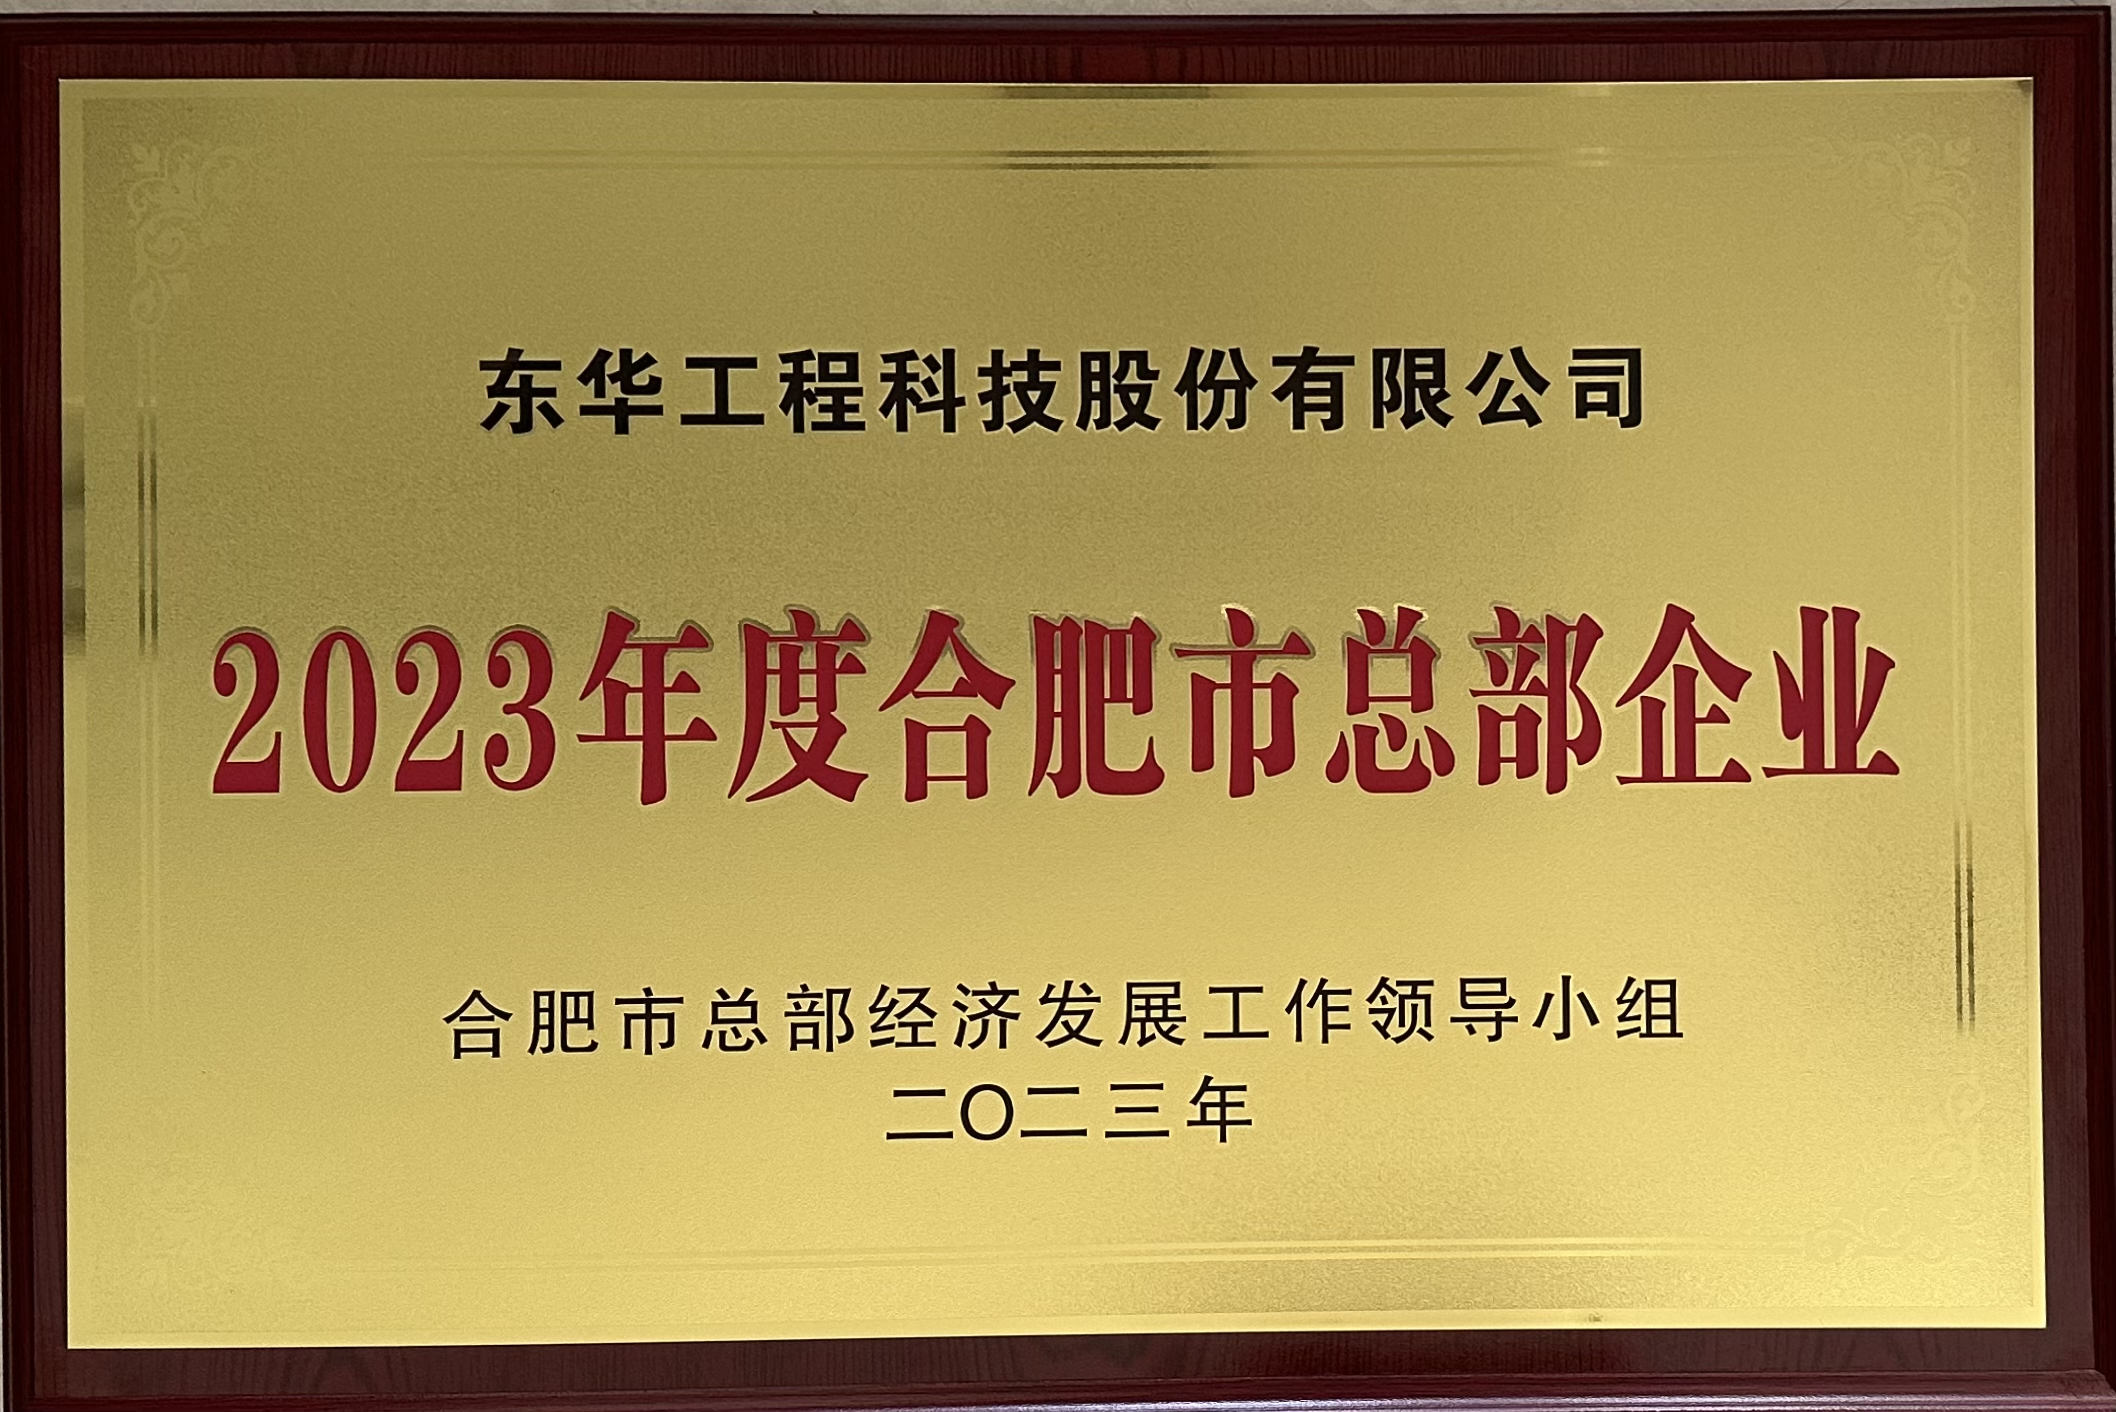 东华工程科技股份有限公司
2023年度合肥市总部企业
合肥市总部经济发展工作领导小组
二〇二三年